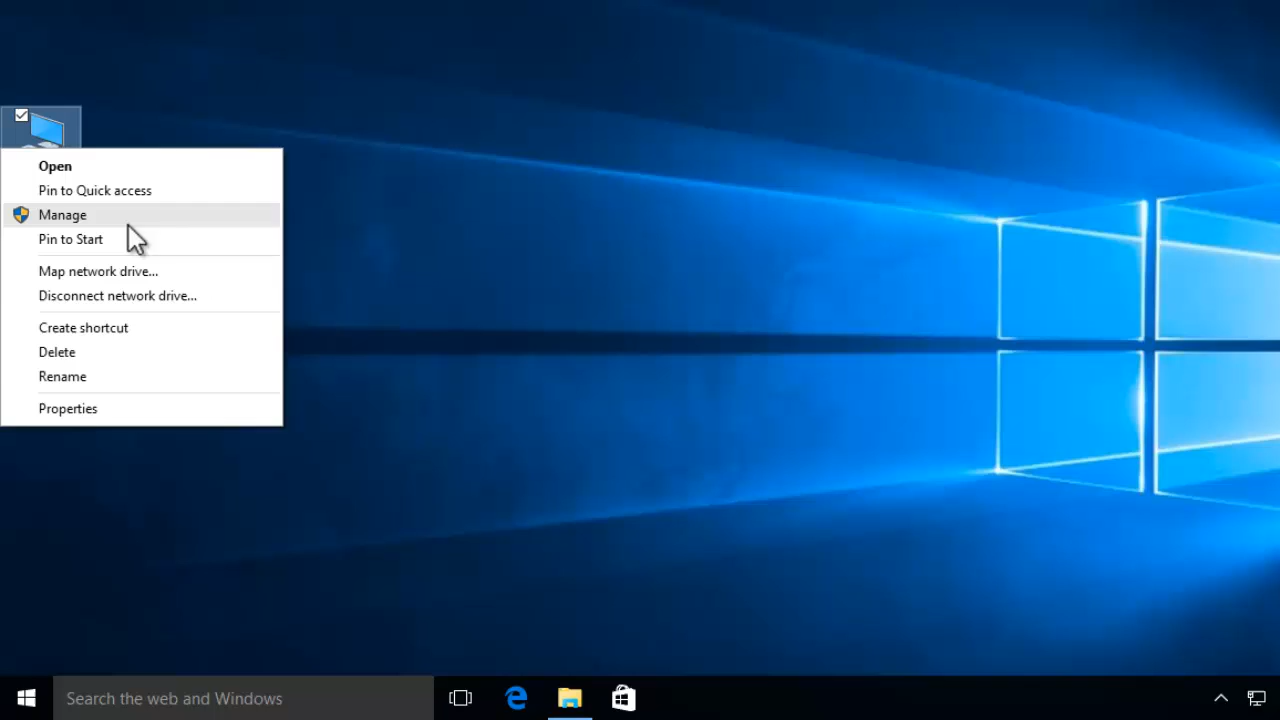 Open
Pin to Quick access
Manage
Pin to Start
Map network drive...
Disconnect network drive...
Create shortcut
Delete
Rename
Properties
Search the web and Windows